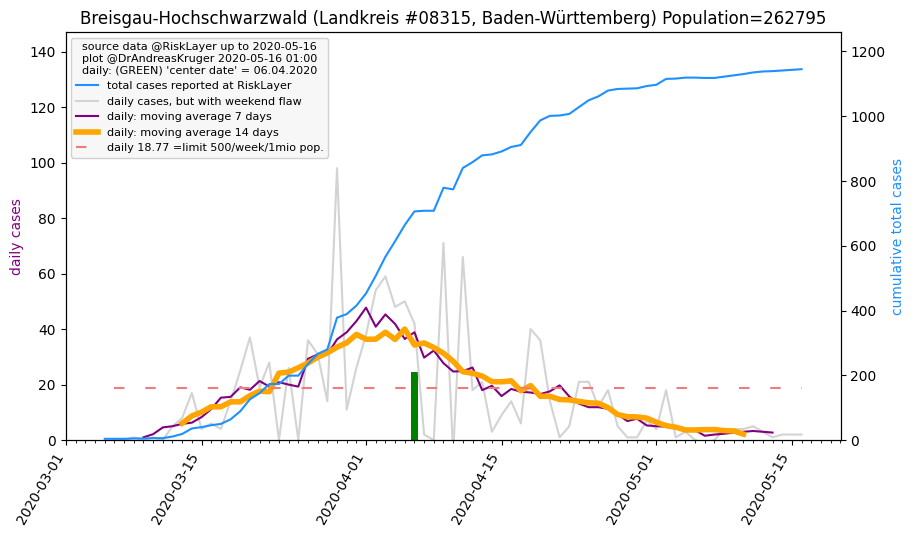 Breisgau-Hochschwarzwald (Landkreis #08315, Baden-Württemberg) Population=262795
source data @RiskLayer up to 2020-05-16
plot @DrAndreasKruger 2020-05-16 01:00
daily: (GREEN) 'center date' = 06.04.2020
total cases reported at RiskLayer
daily cases, but with weekend flaw
daily: moving average 7 days
daily: moving average 14 days
daily 18.77 =limit 500/week/1mio pop.
daily cases
140
120
100
80
60
40
20
0
1200
1000
800
600
400
200
0
cumulative total cases
2020-03-01
2020-03-15
2020-04-01
2020-04-15
2020-05-01
2020-05-15